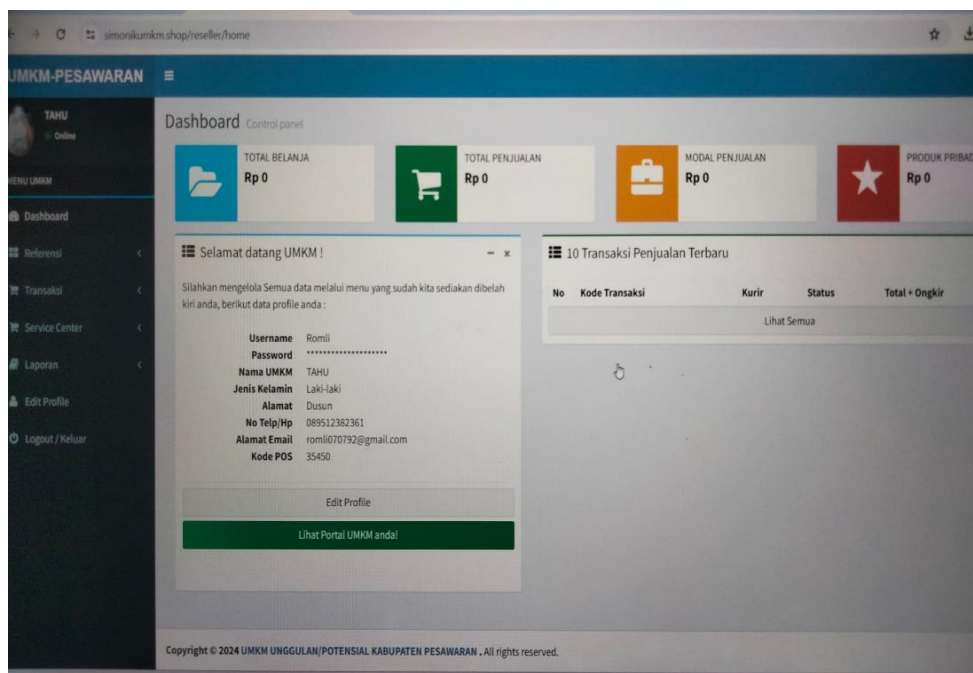 simonikumkm.shop/reseller/home
UMKM-PESAWARAN
TAHU
Online
MENU UMKM
Dashboard
Referensi
Transaksi
Service Center
Laporan
Edit Profile
Logout / Keluar
Dashboard Control panel
TOTAL BELANJA
Rp 0
TOTAL PENJUALAN
Rp 0
MODAL PENJUALAN
Rp 0
PRODUK PRIBAD
Rp 0
Selamat datang UMKM !
Silahkan mengelola Semua data melalui menu yang sudah kita sediakan dibelah
kiri anda, berikut data profile anda :
Username Romli
Password ********************
Nama UMKM TAHU
Jenis Kelamin Laki-laki
Alamat Dusun
No Telp/Hp 089512382361
Alamat Email romli070792@gmail.com
Kode POS 35450
Edit Profile
Lihat Portal UMKM anda!
10 Transaksi Penjualan Terbaru
No Kode Transaksi Kurir Status Total + Ongkir
Lihat Semua
Copyright © 2024 UMKM UNGGULAN/POTENSIAL KABUPATEN PESAWARAN . All rights reserved.